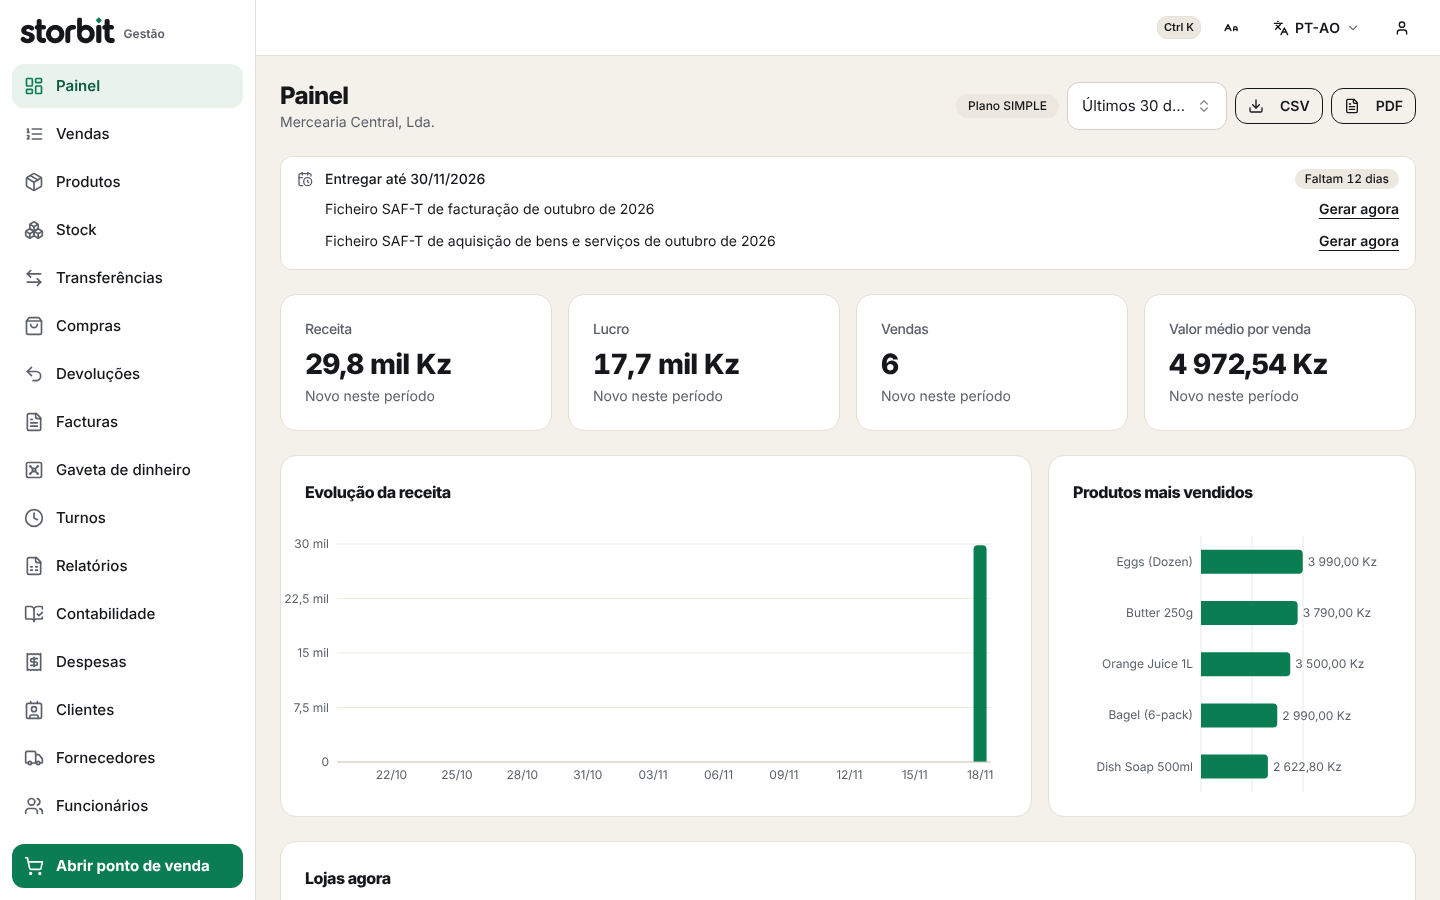 storbit Gestão
Painel
Vendas
Produtos
Stock
Transferências
Compras
Devoluções
Facturas
Gaveta de dinheiro
Turnos
Relatórios
Contabilidade
Despesas
Clientes
Fornecedores
Funcionários
Abrir ponto de venda
Ctrl K
AA
PT-AO
Painel
Mercearia Central, Lda.
Plano SIMPLE
Últimos 30 d...
CSV
PDF
Entregar até 30/11/2026
Faltam 12 dias
Ficheiro SAF-T de facturação de outubro de 2026
Gerar agora
Ficheiro SAF-T de aquisição de bens e serviços de outubro de 2026
Gerar agora
Receita
29,8 mil Kz
Novo neste período
Lucro
17,7 mil Kz
Novo neste período
Vendas
6
Novo neste período
Valor médio por venda
4 972,54 Kz
Novo neste período
Evolução da receita
30 mil
22,5 mil
15 mil
7,5 mil
0
22/10 25/10 28/10 31/10 03/11 06/11 09/11 12/11 15/11 18/11
Produtos mais vendidos
Eggs (Dozen) 3 990,00 Kz
Butter 250g 3 790,00 Kz
Orange Juice 1L 3 500,00 Kz
Bagel (6-pack) 2 990,00 Kz
Dish Soap 500ml 2 622,80 Kz
Lojas agora